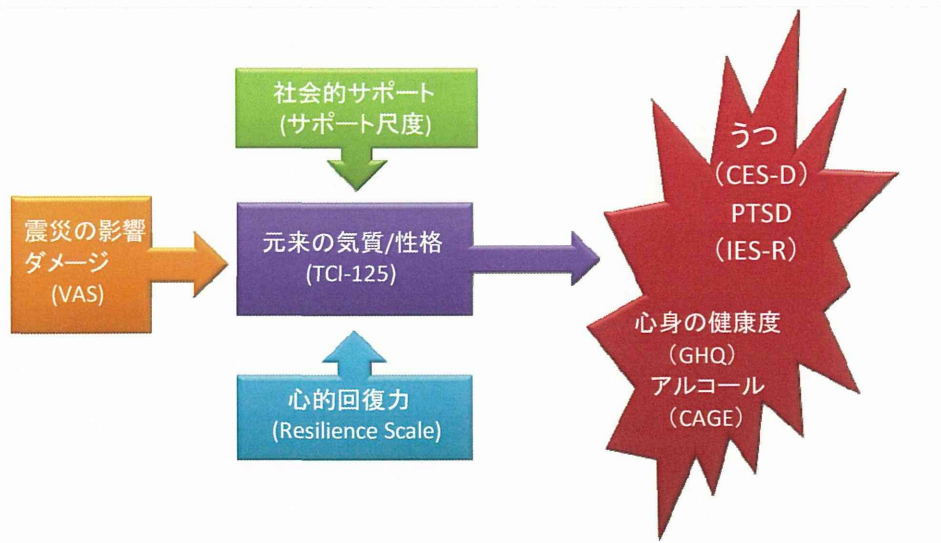 社会的サポート
(サポート尺度)
震災の影響
ダメージ
(VAS)
元来の気質/性格
(TCI-125)
心的回復力
(Resilience Scale)
うつ
(CES-D)
PTSD
(IES-R)
心身の健康度
(GHQ)
アルコール
(CAGE)